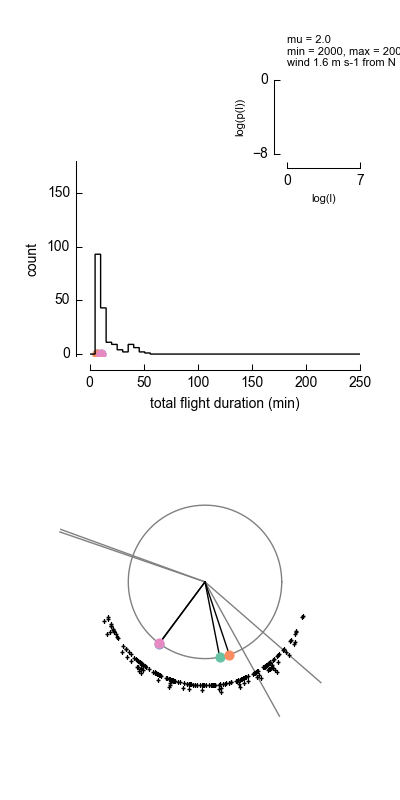 mu = 2.0
min = 2000, max = 200
wind 1.6 m s-1 from N
0
log(p(l))
−8
0 7
log(l)
150
count
100
50
0
0 50 100 150 200 250
total flight duration (min)